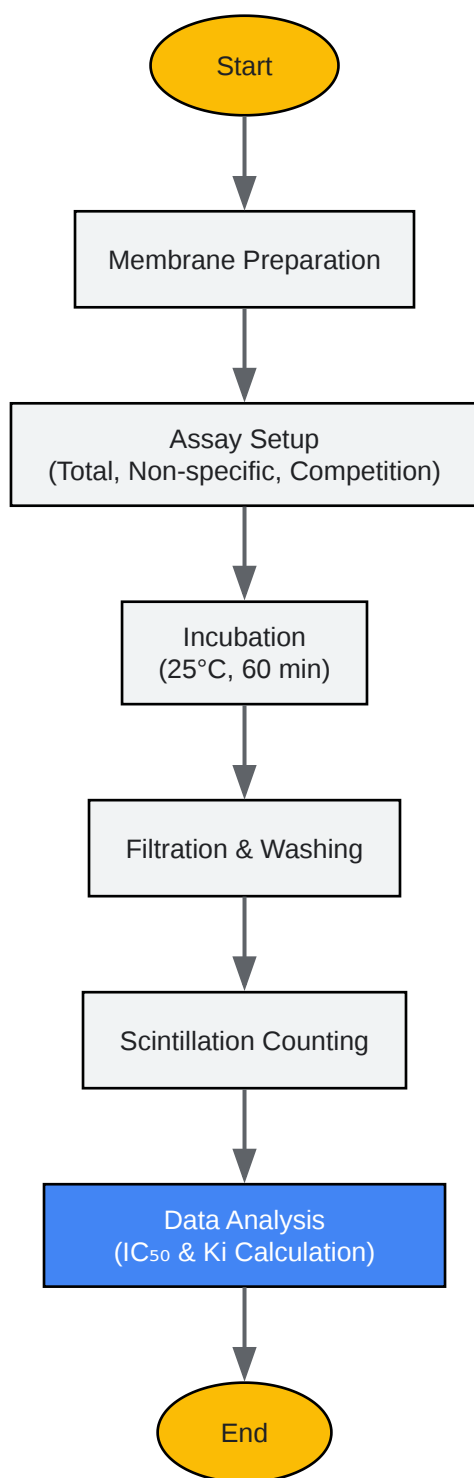 Start
Membrane Preparation
Assay Setup
(Total, Non-specific, Competition)
Incubation
(25°C, 60 min)
Filtration & Washing
Scintillation Counting
Data Analysis
(IC₅₀ & Ki Calculation)
End